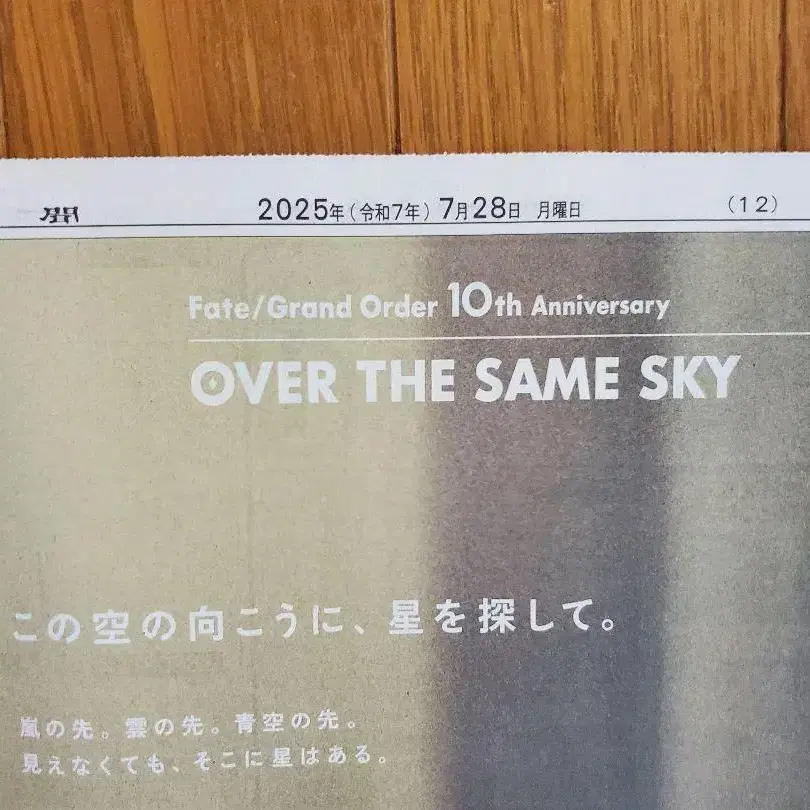 2025年(令和7年) 7月28日 月曜日 (12)
Fate/Grand Order 10th Anniversary
OVER THE SAME SKY
この空の向こうに、星を探して。
嵐の先。雲の先。青空の先。
見えなくても、そこに星はある。